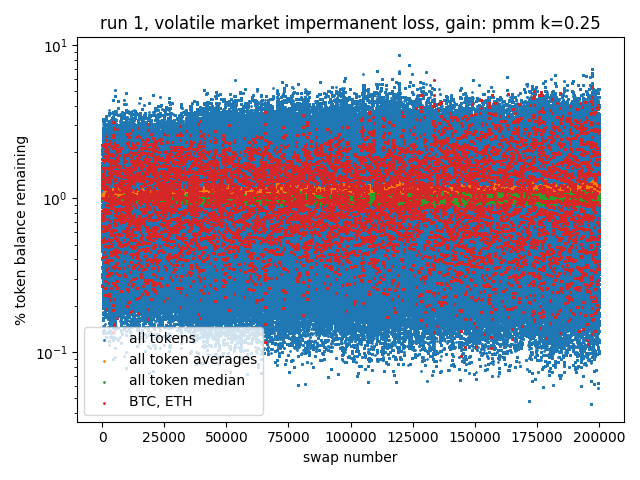 run 1, volatile market impermanent loss, gain: pmm k=0.25
% token balance remaining
10¹
10⁰
10⁻¹
all tokens
all token averages
all token median
BTC, ETH
0 25000 50000 75000 100000 125000 150000 175000 200000
swap number